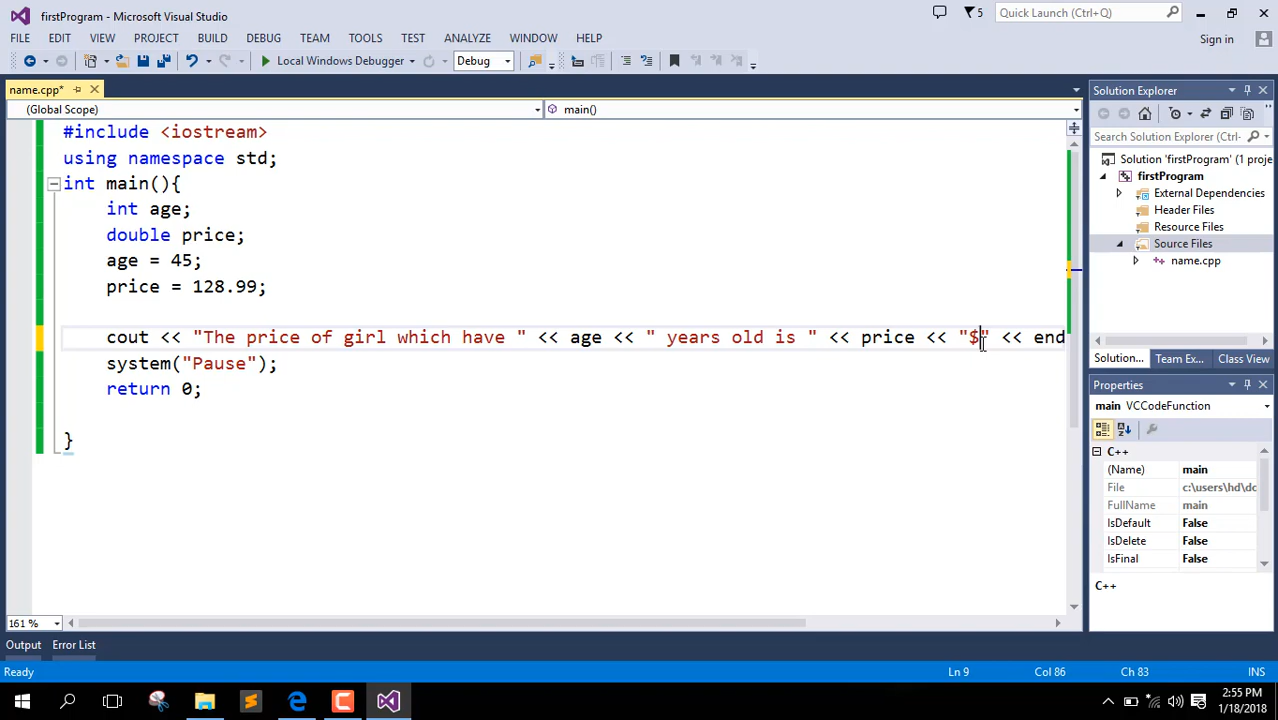 firstProgram - Microsoft Visual Studio
5
Quick Launch (Ctrl+Q)
FILE EDIT VIEW PROJECT BUILD DEBUG TEAM TOOLS TEST ANALYZE WINDOW HELP
Sign in
Local Windows Debugger
Debug
name.cpp*
(Global Scope)
main()
#include <iostream>
using namespace std;
int main(){
int age;
double price;
age = 45;
price = 128.99;
cout << "The price of girl which have " << age << " years old is " << price << "$" << end
system("Pause");
return 0;
}
161 %
Solution Explorer
Search Solution Explorer (Ctrl+
Solution 'firstProgram' (1 proje
firstProgram
External Dependencies
Header Files
Resource Files
Source Files
name.cpp
Solution... Team Ex... Class View
Properties
main VCCodeFunction
C++
(Name) main
File c:\users\hd\dc
FullName main
IsDefault False
IsDelete False
IsFinal False
C++
Output Error List
Ready
Ln 9
Col 86
Ch 83
INS
2:55 PM
1/18/2018